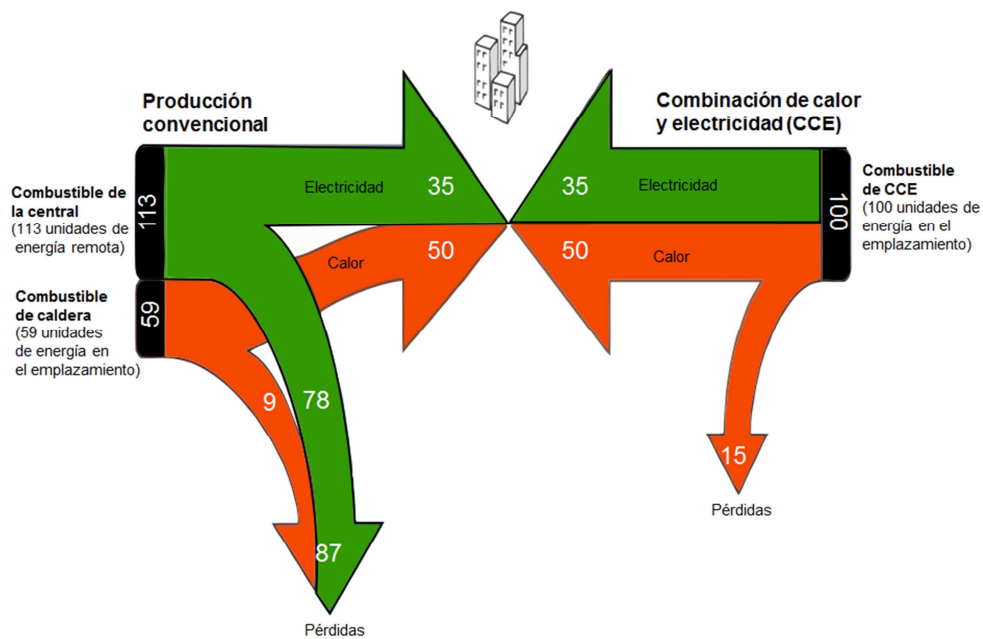 Producción
convencional
Combustible de
la central
(113 unidades de
energía remota)
113
Combustible
de caldera
(59 unidades
de energía en
el emplazamiento)
59
Electricidad
35
Calor
50
9
78
87
Pérdidas
Combinación de calor
y electricidad (CCE)
35
Electricidad
50
Calor
100
Combustible
de CCE
(100 unidades de
energía en el
emplazamiento)
15
Pérdidas